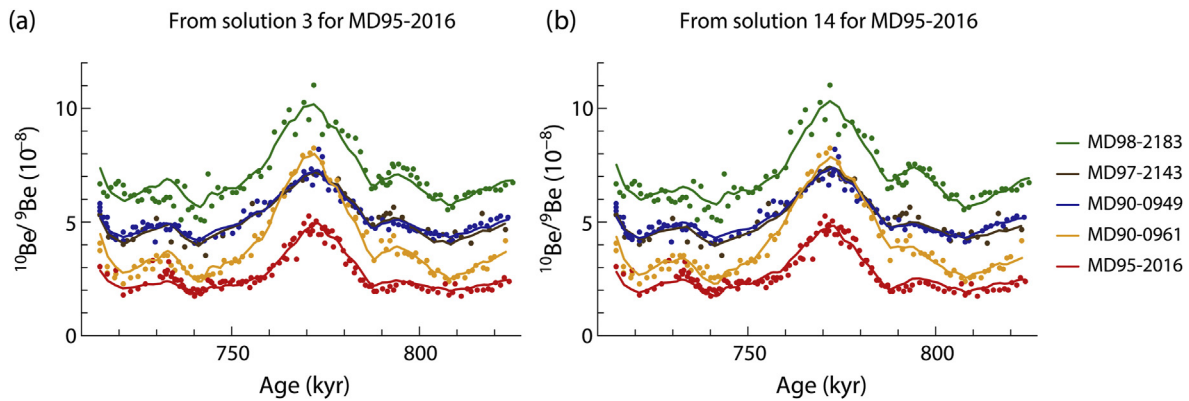 (a) From solution 3 for MD95-2016
(b) From solution 14 for MD95-2016
¹⁰Be/⁹Be (10⁻⁸)
10
5
0
750
800
Age (kyr)
¹⁰Be/⁹Be (10⁻⁸)
10
5
0
750
800
Age (kyr)
MD98-2183
MD97-2143
MD90-0949
MD90-0961
MD95-2016